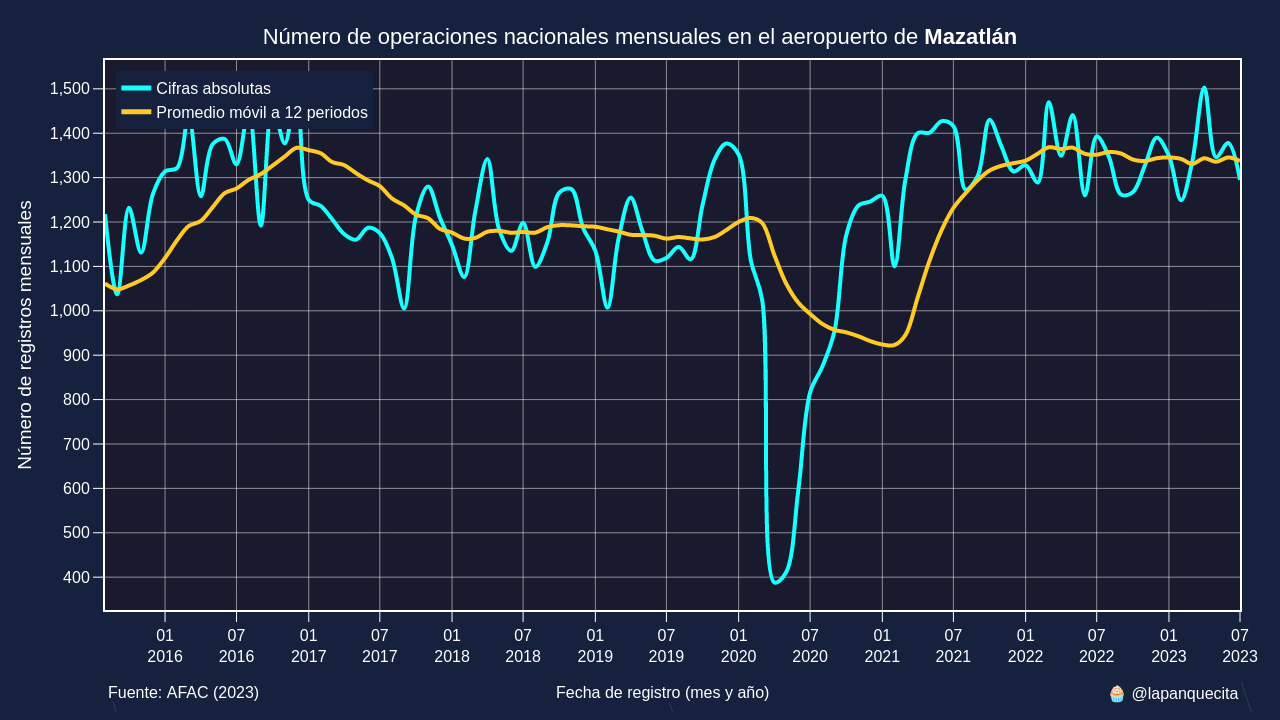 Número de operaciones nacionales mensuales en el aeropuerto de Mazatlán
Cifras absolutas
Promedio móvil a 12 periodos
Número de registros mensuales
1,500
1,400
1,300
1,200
1,100
1,000
900
800
700
600
500
400
01 07 01 07 01 07 01 07 01 07 01 07 01 07 01 07
2016 2016 2017 2017 2018 2018 2019 2019 2020 2020 2021 2021 2022 2022 2023 2023
Fuente: AFAC (2023)
Fecha de registro (mes y año)
🧁 @lapanquecita